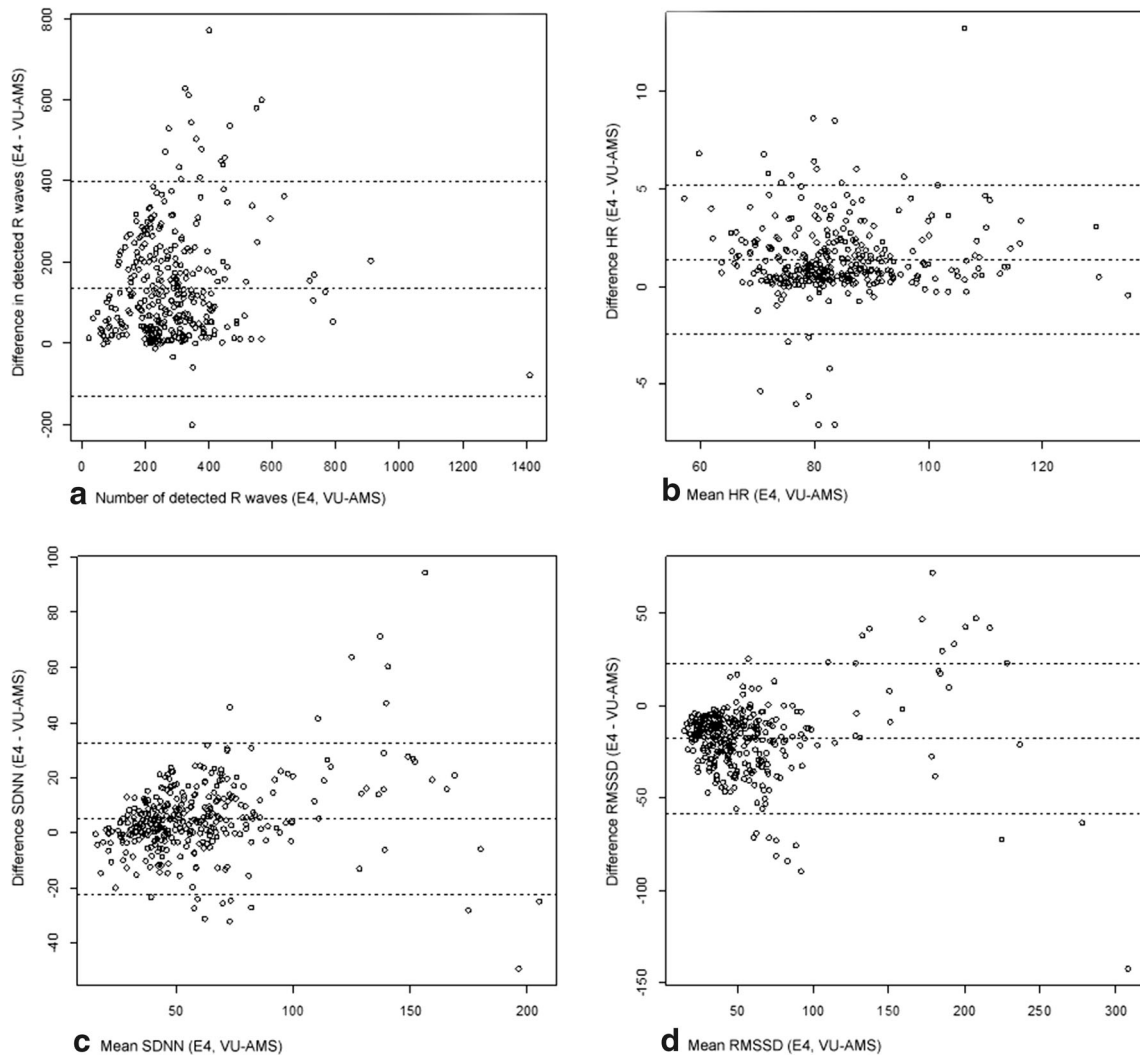 800
600
400
200
0
-200
Difference in detected R waves (E4 - VU-AMS)
0 200 400 600 800 1000 1200 1400
a Number of detected R waves (E4, VU-AMS)
10
5
0
-5
Difference HR (E4 - VU-AMS)
60 80 100 120
b Mean HR (E4, VU-AMS)
100
80
60
40
20
0
-20
-40
Difference SDNN (E4 - VU-AMS)
50 100 150 200
c Mean SDNN (E4, VU-AMS)
50
0
-50
-100
-150
Difference RMSSD (E4 - VU-AMS)
50 100 150 200 250 300
d Mean RMSSD (E4, VU-AMS)